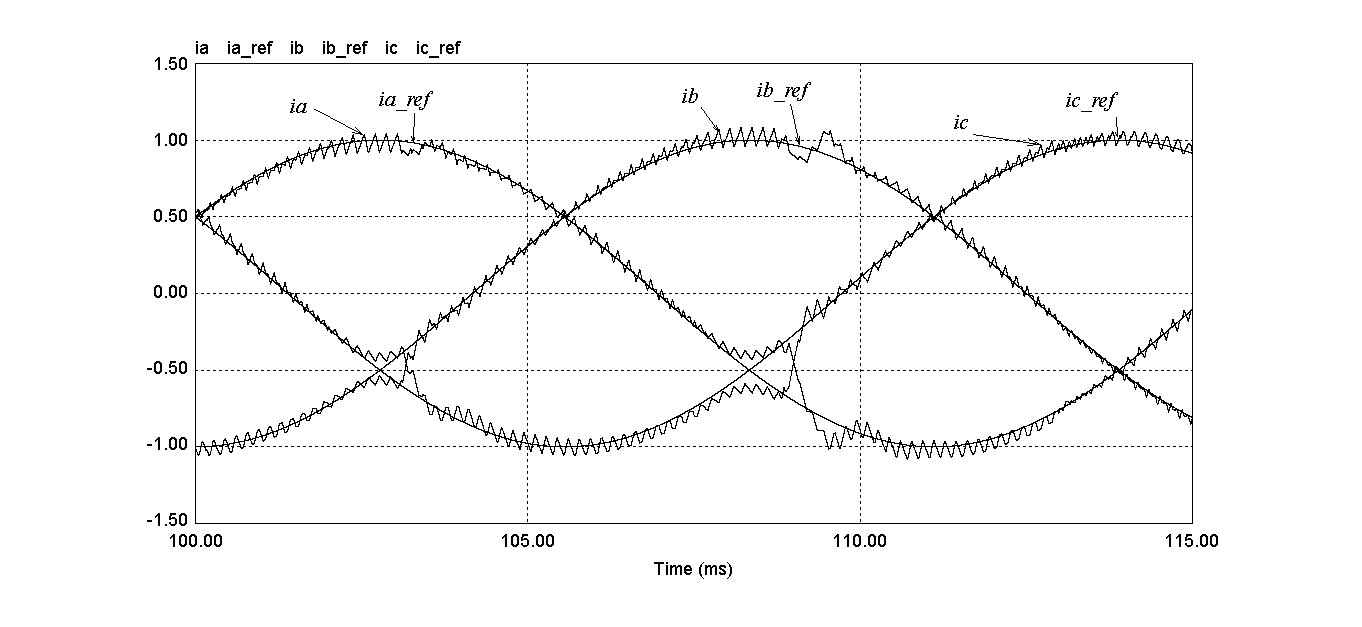 ia ia_ref ib ib_ref ic ic_ref
1.50
ia
ia_ref
ib
ib_ref
ic
ic_ref
1.00
0.50
0.00
-0.50
-1.00
-1.50
100.00 105.00 110.00 115.00
Time (ms)